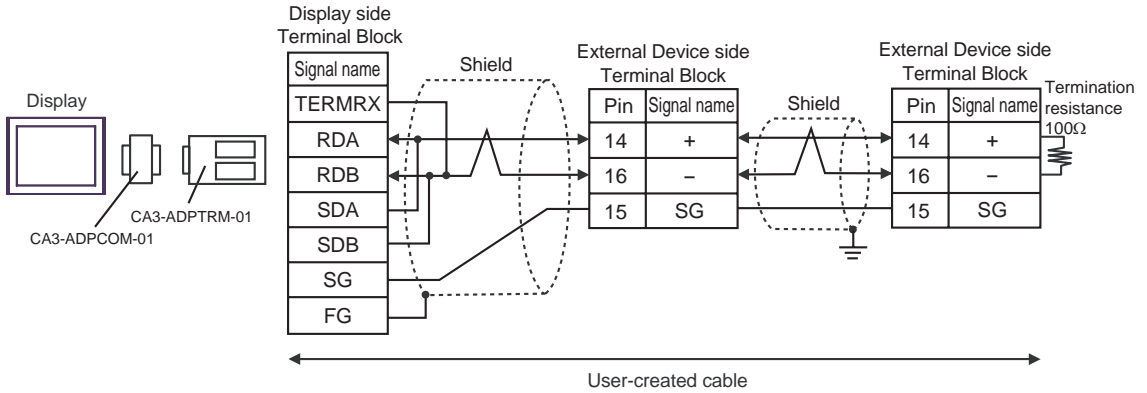 Display
CA3-ADPCOM-01
CA3-ADPTRM-01
Display side
Terminal Block
Signal name
TERMRX
RDA
RDB
SDA
SDB
SG
FG
Shield
External Device side
Terminal Block
Pin Signal name
14 +
16 –
15 SG
Shield
External Device side
Terminal Block
Pin Signal name
14 +
16 –
15 SG
Termination
resistance
100Ω
User-created cable